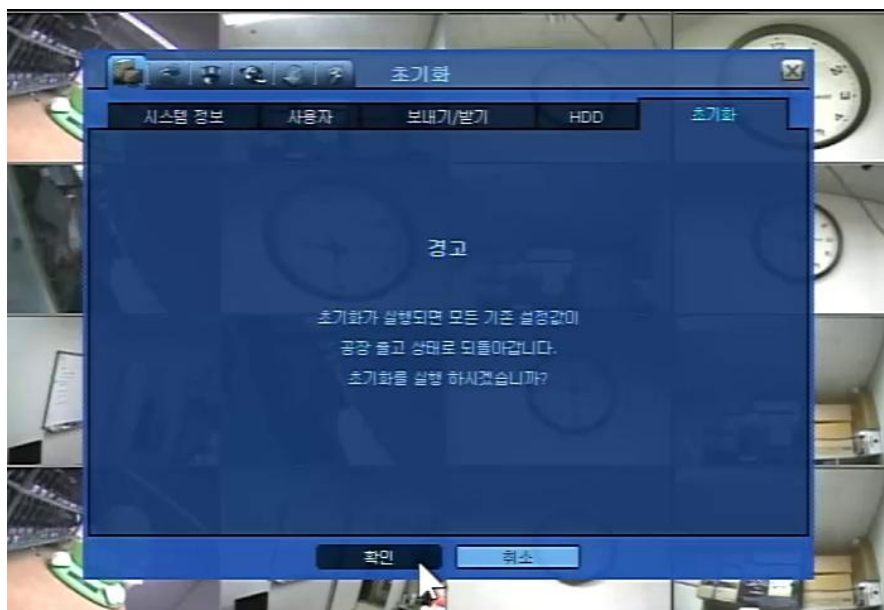 초기화
시스템 정보 사용자 보내기/받기 HDD 초기화
경고
초기화가 실행되면 모든 기존 설정값이
공장 출고 상태로 되돌아갑니다.
초기화를 실행 하시겠습니까?
확인 취소